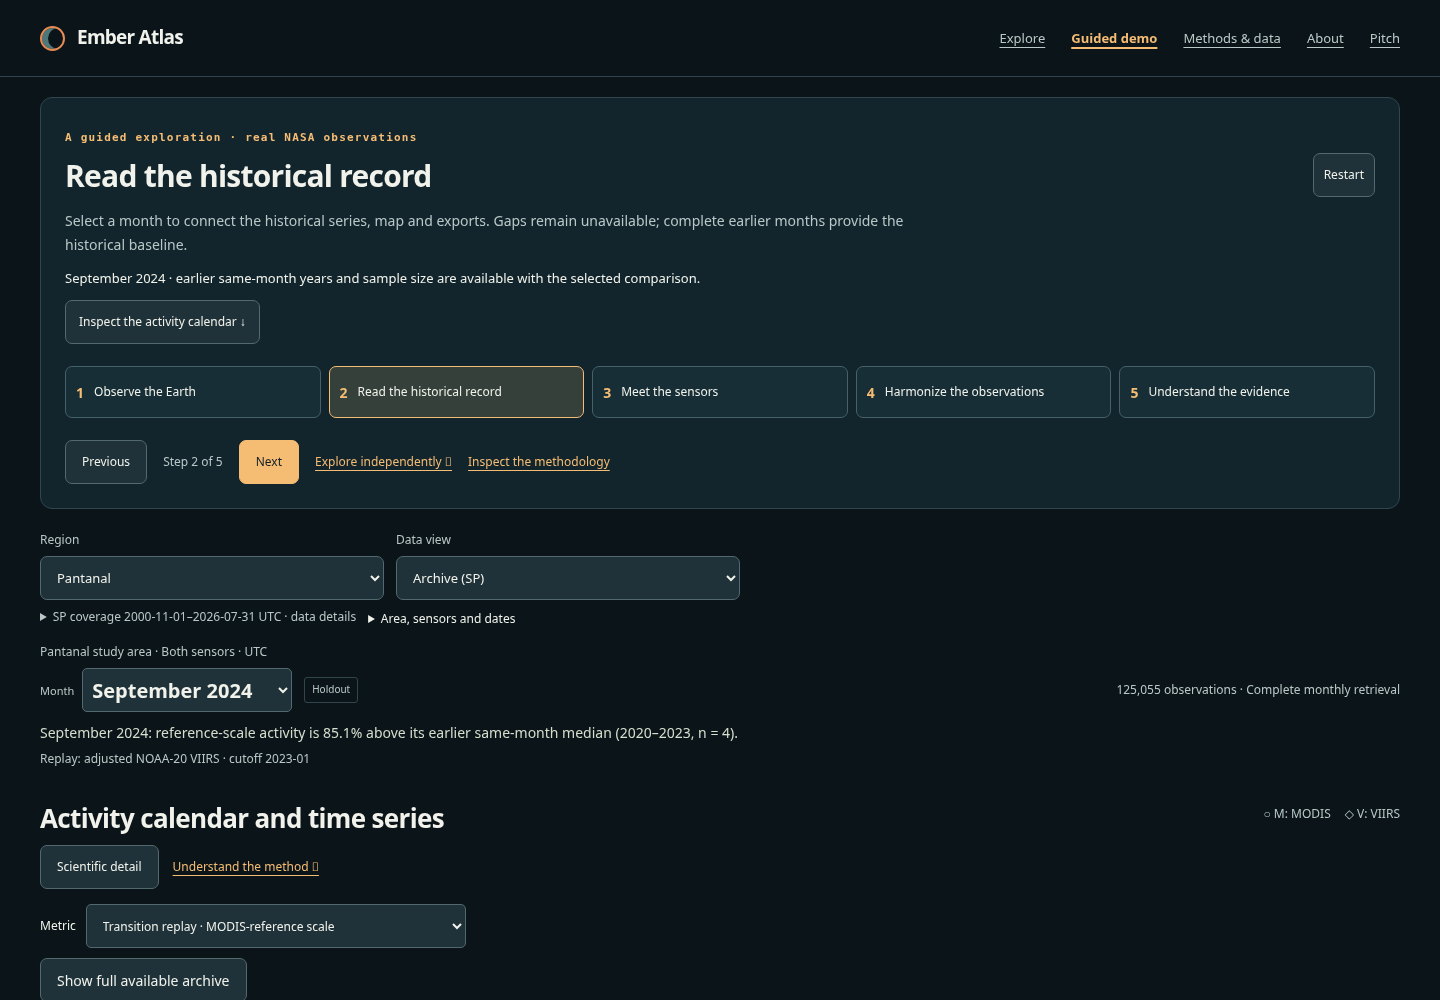 Ember Atlas
Explore
Guided demo
Methods & data
About
Pitch
A guided exploration · real NASA observations
Read the historical record
Restart
Select a month to connect the historical series, map and exports. Gaps remain unavailable; complete earlier months provide the
historical baseline.
September 2024 · earlier same-month years and sample size are available with the selected comparison.
Inspect the activity calendar ↓
1 Observe the Earth
2 Read the historical record
3 Meet the sensors
4 Harmonize the observations
5 Understand the evidence
Previous
Step 2 of 5
Next
Explore independently
Inspect the methodology
Region
Data view
Pantanal
Archive (SP)
▶ SP coverage 2000-11-01–2026-07-31 UTC · data details
▶ Area, sensors and dates
Pantanal study area · Both sensors · UTC
Month
September 2024
Holdout
125,055 observations · Complete monthly retrieval
September 2024: reference-scale activity is 85.1% above its earlier same-month median (2020–2023, n = 4).
Replay: adjusted NOAA-20 VIIRS · cutoff 2023-01
Activity calendar and time series
○ M: MODIS
◇ V: VIIRS
Scientific detail
Understand the method
Metric
Transition replay · MODIS-reference scale
Show full available archive